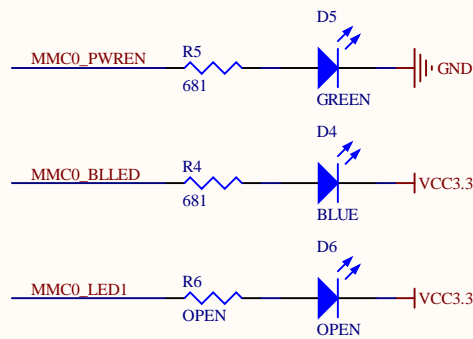 D5
MMC0_PWREN
R5
GND
681
GREEN
D4
MMC0_BLLED
R4
VCC3.3
681
BLUE
D6
MMC0_LED1
R6
VCC3.3
OPEN
OPEN